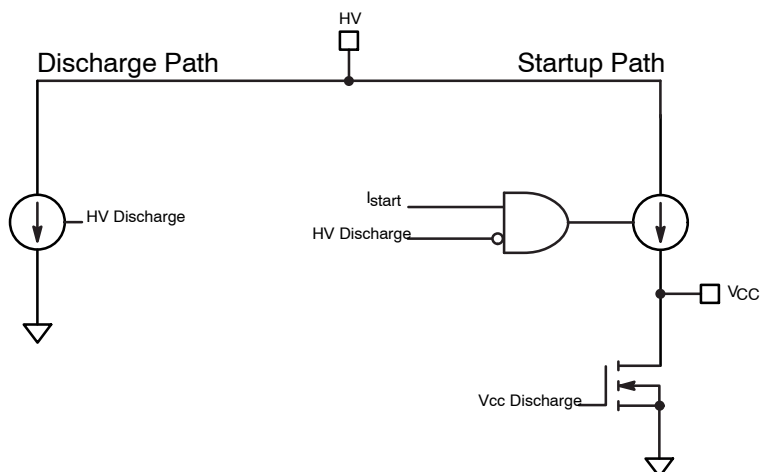 HV
Discharge Path
Startup Path
Istart
HV Discharge
HV Discharge
VCC
Vcc Discharge